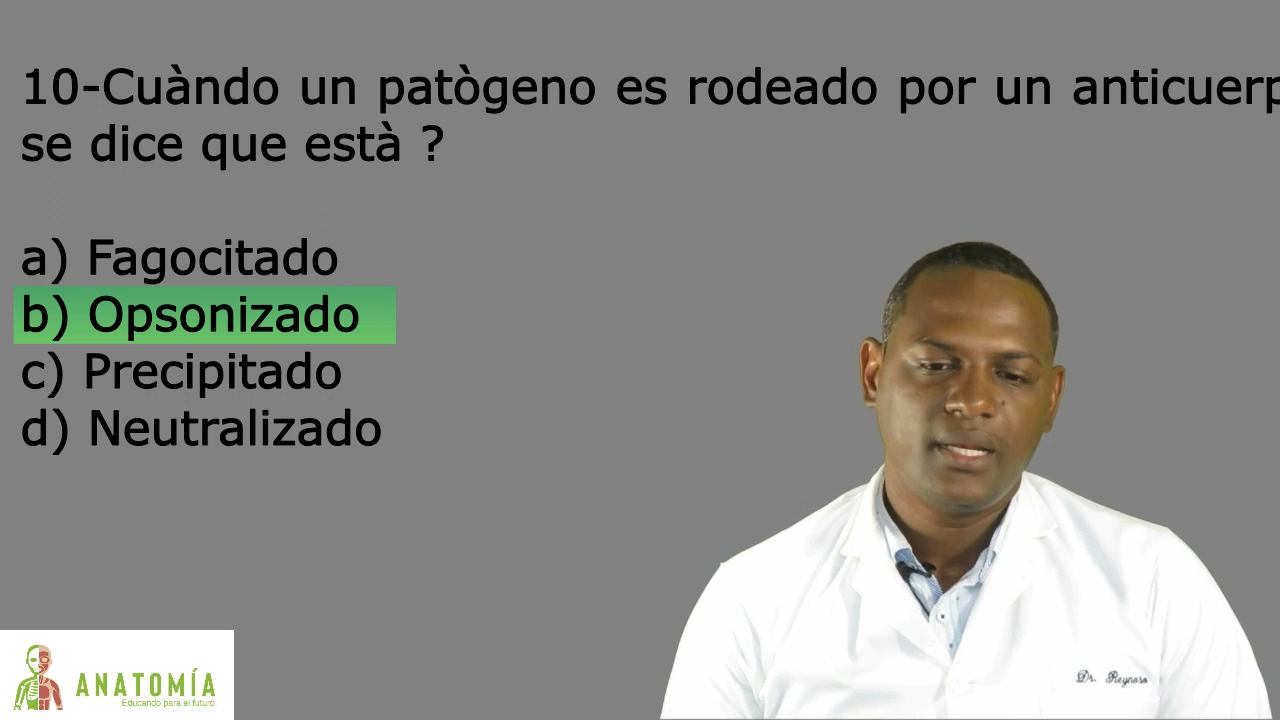 10-Cuàndo un patògeno es rodeado por un anticuerp
se dice que està ?
a) Fagocitado
b) Opsonizado
c) Precipitado
d) Neutralizado
Dr. Reynoso
ANATOMÍA
Educando para el futuro.